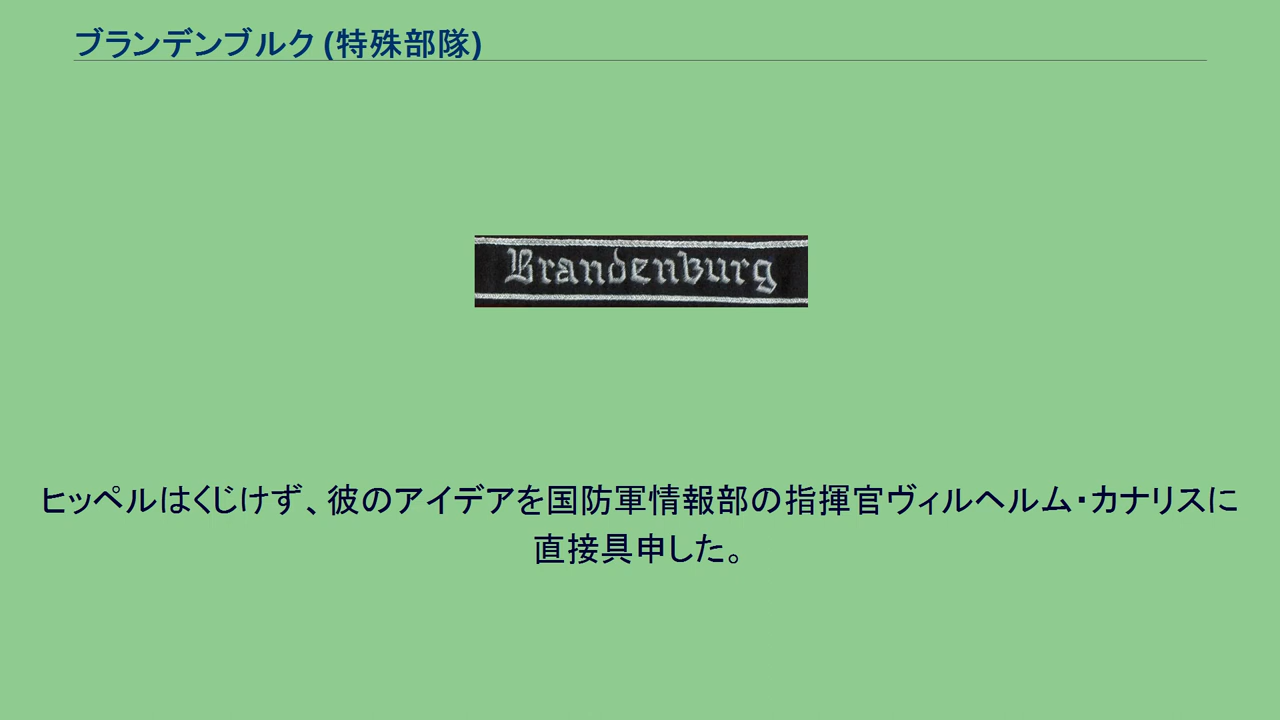 ブランデンブルク (特殊部隊)
Brandenburg
ヒッペルはくじけず、彼のアイデアを国防軍情報部の指揮官ヴィルヘルム・カナリスに
直接具申した。